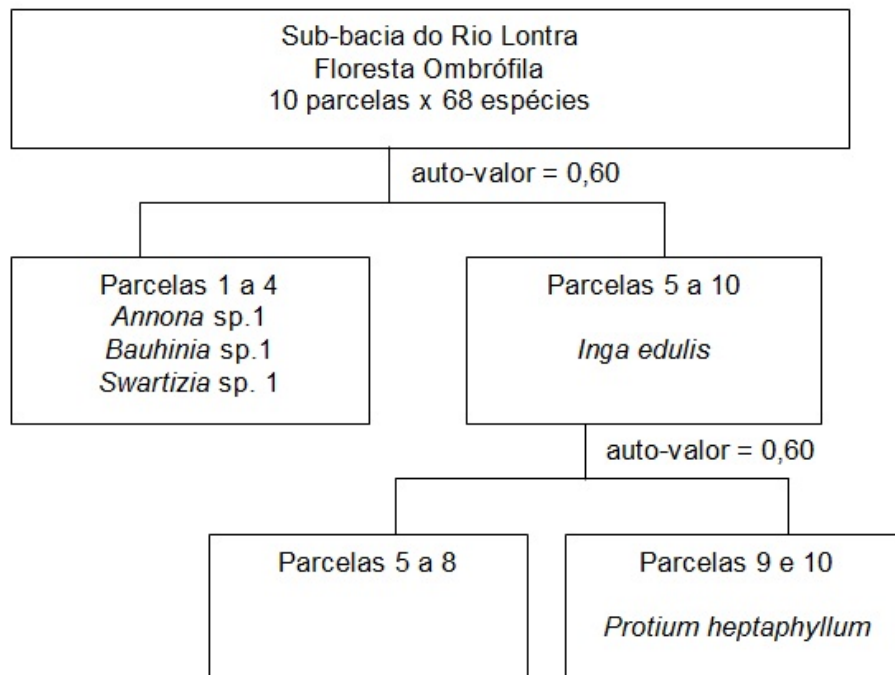 Sub-bacia do Rio Lontra
Floresta Ombrófila
10 parcelas x 68 espécies
auto-valor = 0,60
Parcelas 1 a 4
Annona sp.1
Bauhinia sp.1
Swartizia sp. 1
Parcelas 5 a 10
Inga edulis
auto-valor = 0,60
Parcelas 5 a 8
Parcelas 9 e 10
Protium heptaphyllum